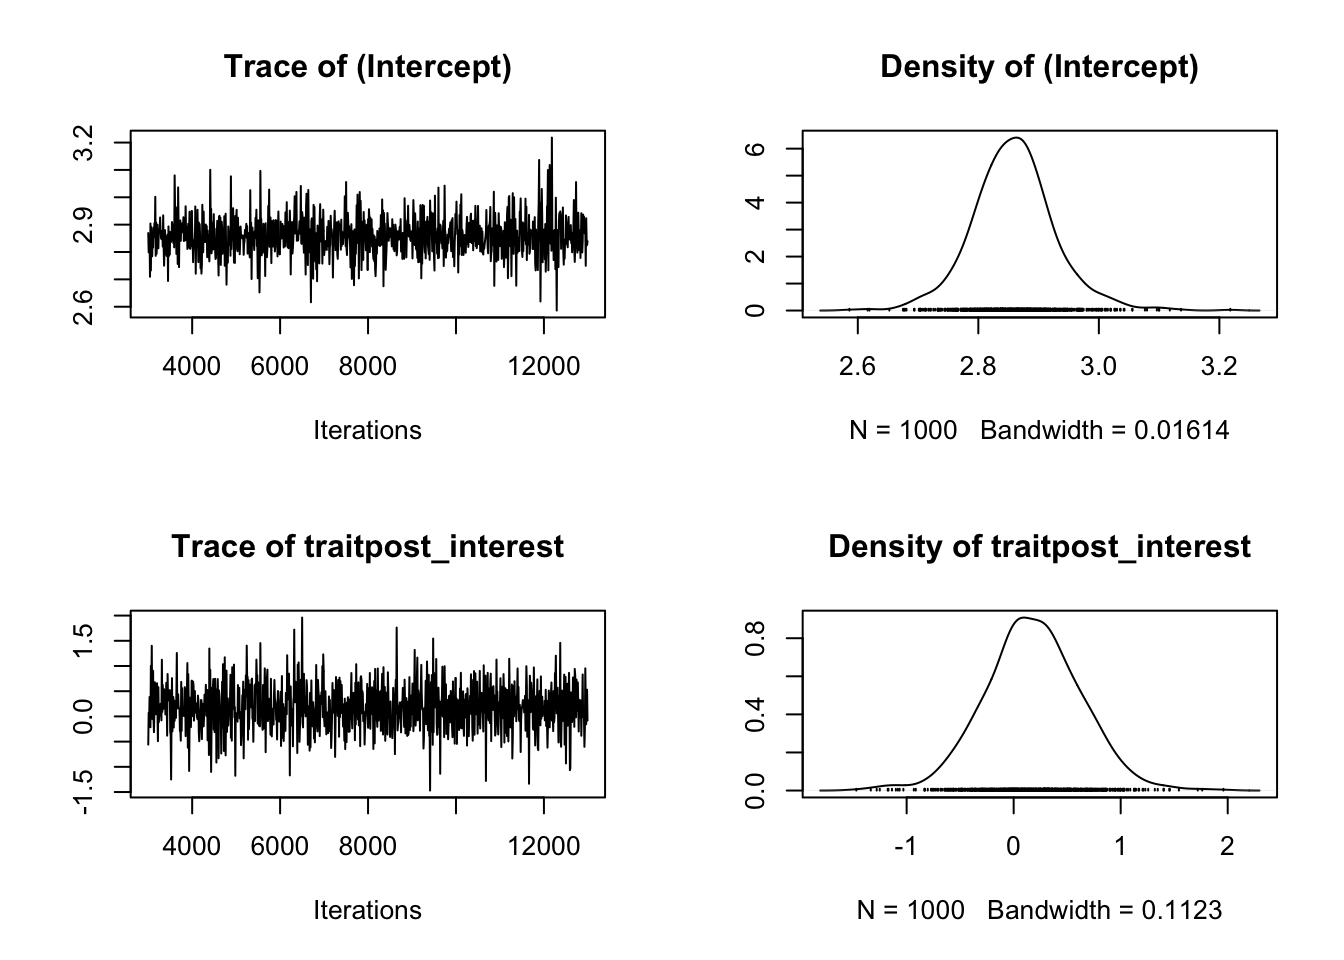 Trace of (Intercept)
3.2
2.9
2.6
4000 6000 8000 12000
Iterations
Density of (Intercept)
6
4
2
0
2.6 2.8 3.0 3.2
N = 1000 Bandwidth = 0.01614
Trace of traitpost_interest
1.5
0.0
-1.5
4000 6000 8000 12000
Iterations
Density of traitpost_interest
0.8
0.4
0.0
-1 0 1 2
N = 1000 Bandwidth = 0.1123